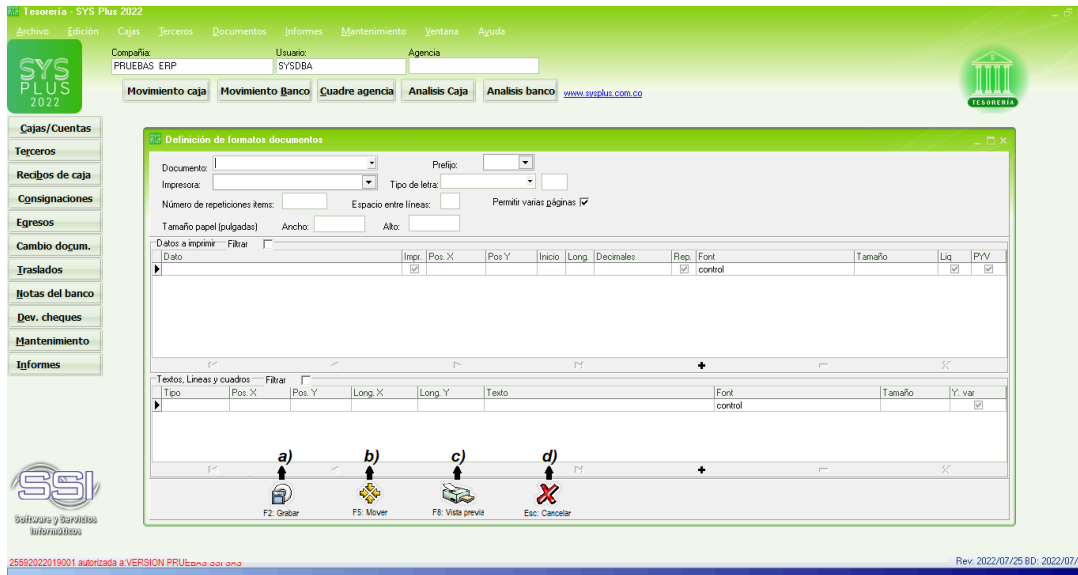 Tesorería - SYS Plus 2022
Archivo Edición Cajas Terceros Documentos Informes Mantenimiento Ventana Ayuda
SYS
PLUS
2022
Compañia: Usuario: Agencia
PRUEBAS ERP SYSDBA
Movimiento caja Movimiento Banco Cuadre agencia Analisis Caja Analisis banco www.sysplus.com.co
TESORERIA
Cajas/Cuentas
Terceros
Recibos de caja
Consignaciones
Egresos
Cambio docum.
Traslados
Notas del banco
Dev. cheques
Mantenimiento
Informes
Definición de formatos documentos
Documento: Prefijo:
Impresora: Tipo de letra:
Número de repeticiones items: Espacio entre líneas: Permitir varias páginas
Tamaño papel (pulgadas) Ancho: Alto:
Datos a imprimir Filtrar
Dato Impr. Pos. X Pos Y Inicio Long. Decimales Rep. Font Tamaño Liq PYV
control
Textos, Lineas y cuadros Filtrar
Tipo Pos. X Pos. Y Long. X Long. Y Texto Font Tamaño Y. var
control
a) b) c) d)
F2: Grabar F5: Mover F8: Vista previa Esc: Cancelar
SSI
Software y Servicios
Informáticos
25592022019001 autorizada a:VERSION PRUEBAS SSI SAS
Rev: 2022/07/25 BD: 2022/07/